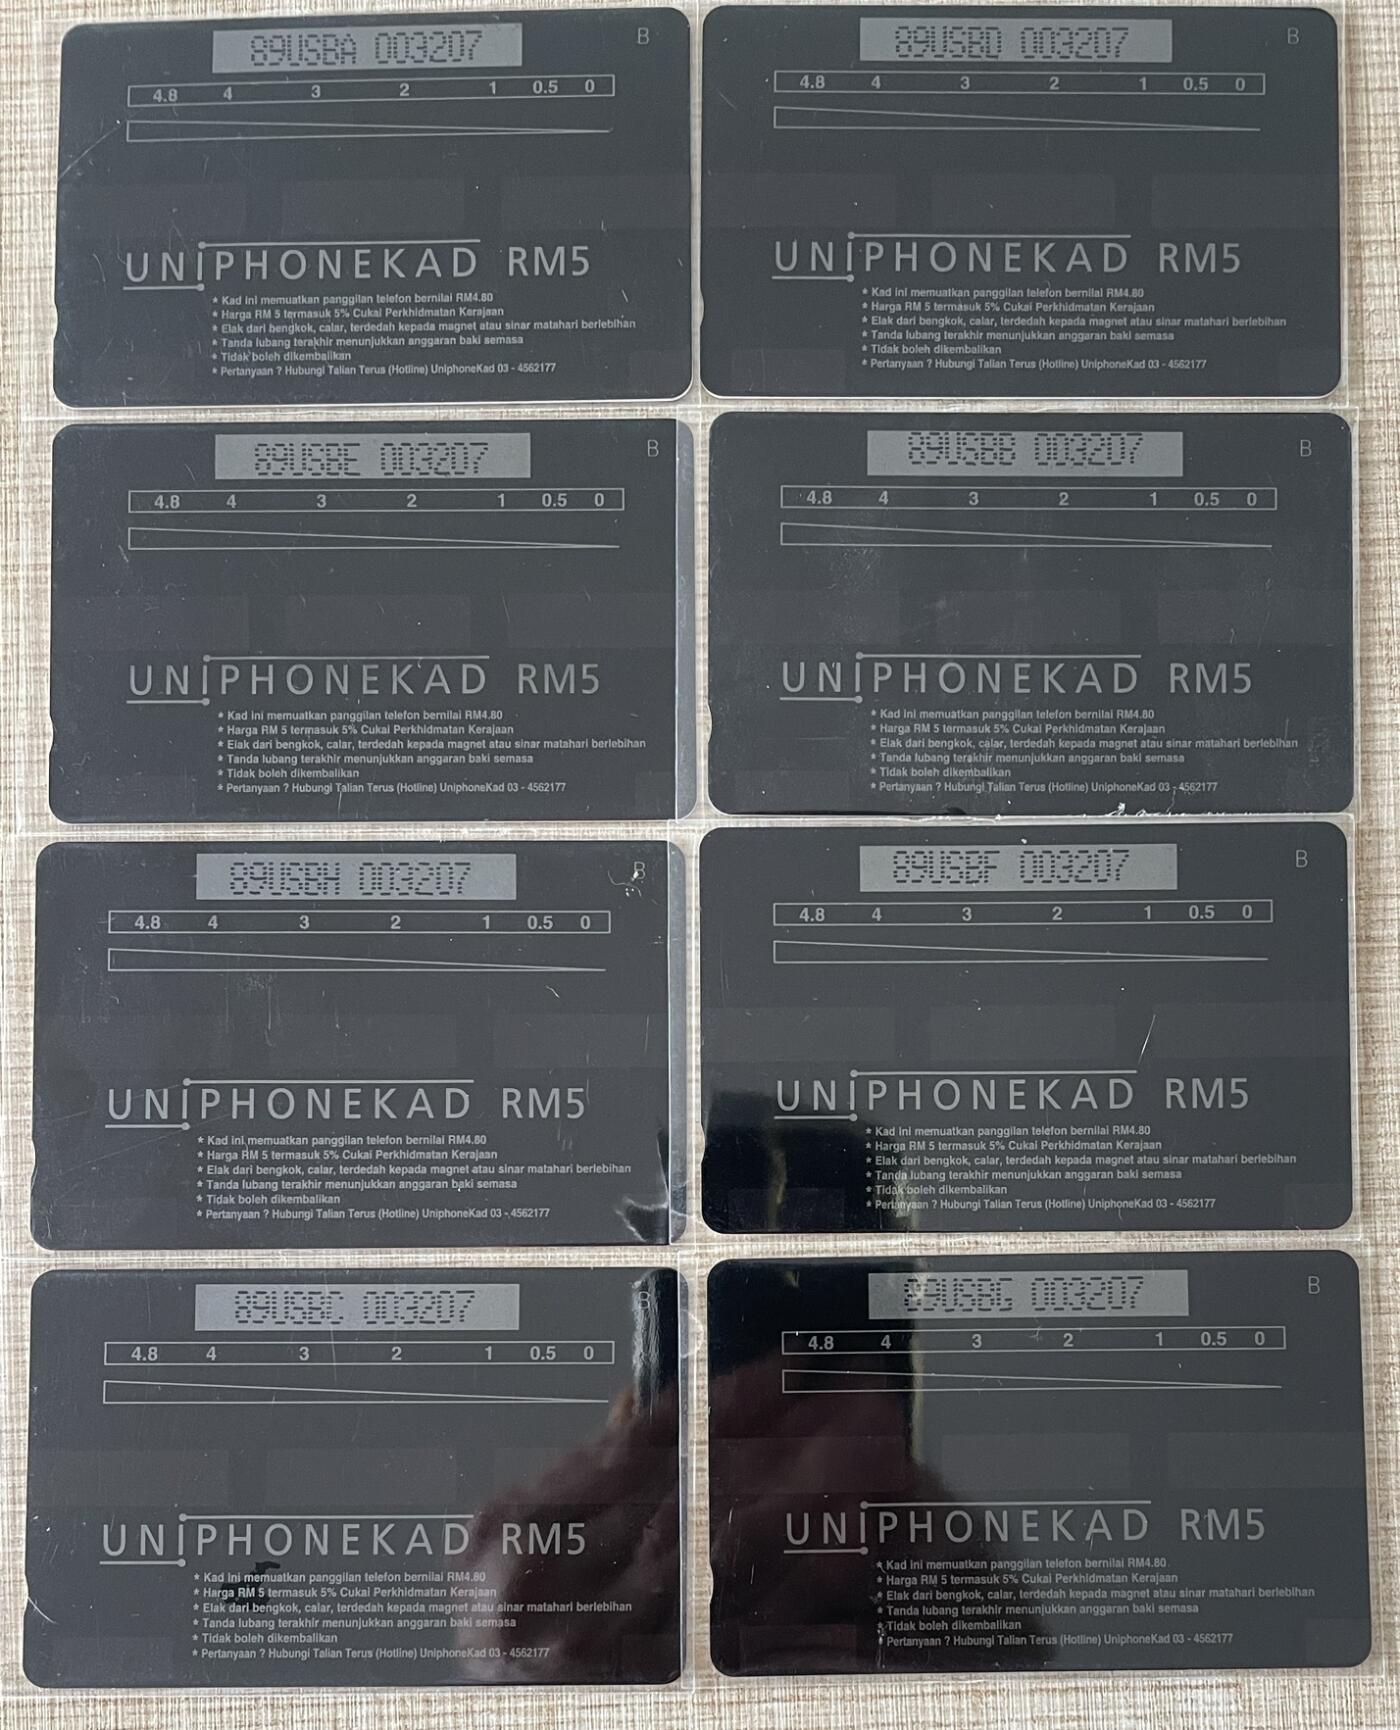 89USBA 003207
B
4.8 4 3 2 1 0.5 0
UNIPHONEKAD RM5
* Kad ini memuatkan panggilan telefon bernilai RM4.80
* Harga RM 5 termasuk 5% Cukai Perkhidmatan Kerajaan
* Elak dari bengkok, calar, terdedah kepada magnet atau sinar matahari berlebihan
* Tanda lubang terakhir menunjukkan anggaran baki semasa
* Tidak boleh dikembalikan
* Pertanyaan ? Hubungi Talian Terus (Hotline) UniphoneKad 03 - 4562177
89USBD 003207
B
4.8 4 3 2 1 0.5 0
UNIPHONEKAD RM5
* Kad ini memuatkan panggilan telefon bernilai RM4.80
* Harga RM 5 termasuk 5% Cukai Perkhidmatan Kerajaan
* Elak dari bengkok, calar, terdedah kepada magnet atau sinar matahari berlebihan
* Tanda lubang terakhir menunjukkan anggaran baki semasa
* Tidak boleh dikembalikan
* Pertanyaan ? Hubungi Talian Terus (Hotline) UniphoneKad 03 - 4562177
89USBE 003207
B
4.8 4 3 2 1 0.5 0
UNIPHONEKAD RM5
* Kad ini memuatkan panggilan telefon bernilai RM4.80
* Harga RM 5 termasuk 5% Cukai Perkhidmatan Kerajaan
* Elak dari bengkok, calar, terdedah kepada magnet atau sinar matahari berlebihan
* Tanda lubang terakhir menunjukkan anggaran baki semasa
* Tidak boleh dikembalikan
* Pertanyaan ? Hubungi Talian Terus (Hotline) UniphoneKad 03 - 4562177
89USBB 003207
B
4.8 4 3 2 1 0.5 0
UNIPHONEKAD RM5
* Kad ini memuatkan panggilan telefon bernilai RM4.80
* Harga RM 5 termasuk 5% Cukai Perkhidmatan Kerajaan
* Elak dari bengkok, calar, terdedah kepada magnet atau sinar matahari berlebihan
* Tanda lubang terakhir menunjukkan anggaran baki semasa
* Tidak boleh dikembalikan
* Pertanyaan ? Hubungi Talian Terus (Hotline) UniphoneKad 03 - 4562177
89USBH 003207
B
4.8 4 3 2 1 0.5 0
UNIPHONEKAD RM5
* Kad ini memuatkan panggilan telefon bernilai RM4.80
* Harga RM 5 termasuk 5% Cukai Perkhidmatan Kerajaan
* Elak dari bengkok, calar, terdedah kepada magnet atau sinar matahari berlebihan
* Tanda lubang terakhir menunjukkan anggaran baki semasa
* Tidak boleh dikembalikan
* Pertanyaan ? Hubungi Talian Terus (Hotline) UniphoneKad 03 - 4562177
89USBF 003207
B
4.8 4 3 2 1 0.5 0
UNIPHONEKAD RM5
* Kad ini memuatkan panggilan telefon bernilai RM4.80
* Harga RM 5 termasuk 5% Cukai Perkhidmatan Kerajaan
* Elak dari bengkok, calar, terdedah kepada magnet atau sinar matahari berlebihan
* Tanda lubang terakhir menunjukkan anggaran baki semasa
* Tidak boleh dikembalikan
* Pertanyaan ? Hubungi Talian Terus (Hotline) UniphoneKad 03 - 4562177
89USBC 003207
B
4.8 4 3 2 1 0.5 0
UNIPHONEKAD RM5
* Kad ini memuatkan panggilan telefon bernilai RM4.80
* Harga RM 5 termasuk 5% Cukai Perkhidmatan Kerajaan
* Elak dari bengkok, calar, terdedah kepada magnet atau sinar matahari berlebihan
* Tanda lubang terakhir menunjukkan anggaran baki semasa
* Tidak boleh dikembalikan
* Pertanyaan ? Hubungi Talian Terus (Hotline) UniphoneKad 03 - 4562177
89USBG 003207
B
4.8 4 3 2 1 0.5 0
UNIPHONEKAD RM5
* Kad ini memuatkan panggilan telefon bernilai RM4.80
* Harga RM 5 termasuk 5% Cukai Perkhidmatan Kerajaan
* Elak dari bengkok, calar, terdedah kepada magnet atau sinar matahari berlebihan
* Tanda lubang terakhir menunjukkan anggaran baki semasa
* Tidak boleh dikembalikan
* Pertanyaan ? Hubungi Talian Terus (Hotline) UniphoneKad 03 - 4562177